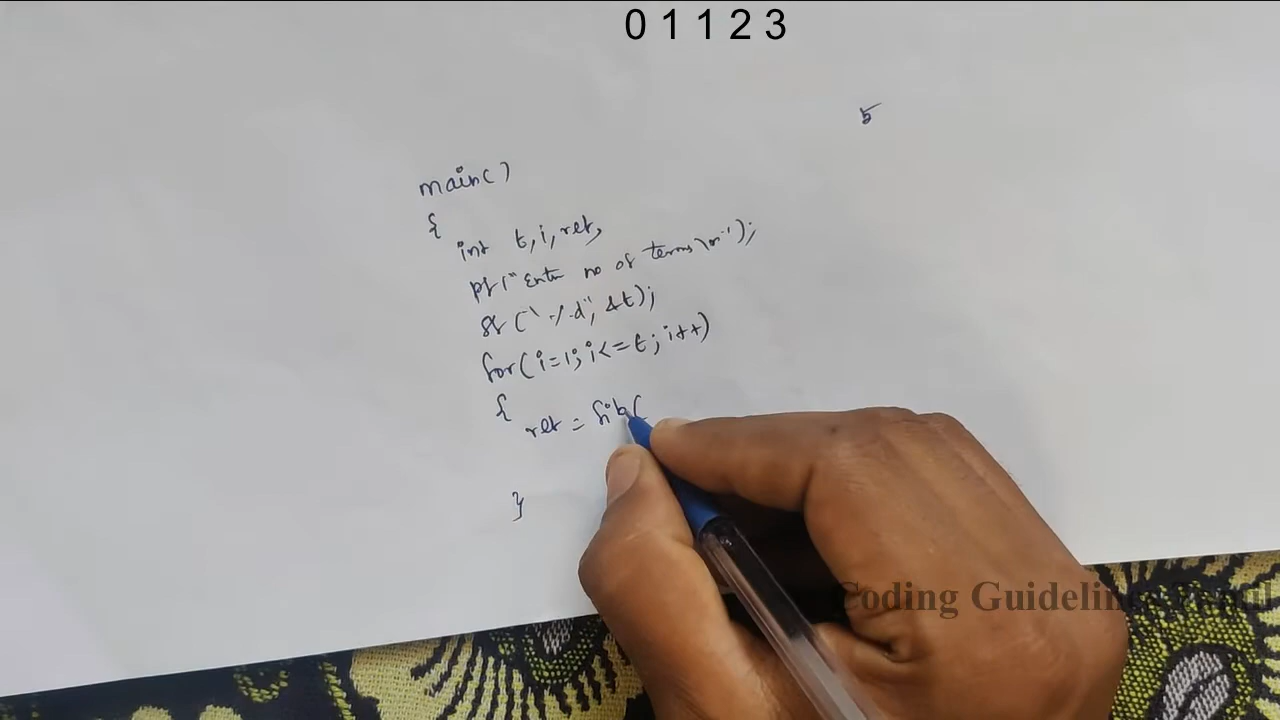 0 1 1 2 3
5
main()
{
int t, i, ret,
pf("Enter no of terms\n");
sf("%d", &t);
for(i=1; i<=t; i++)
{
ret = fib(
}
Coding Guidelines Tamil